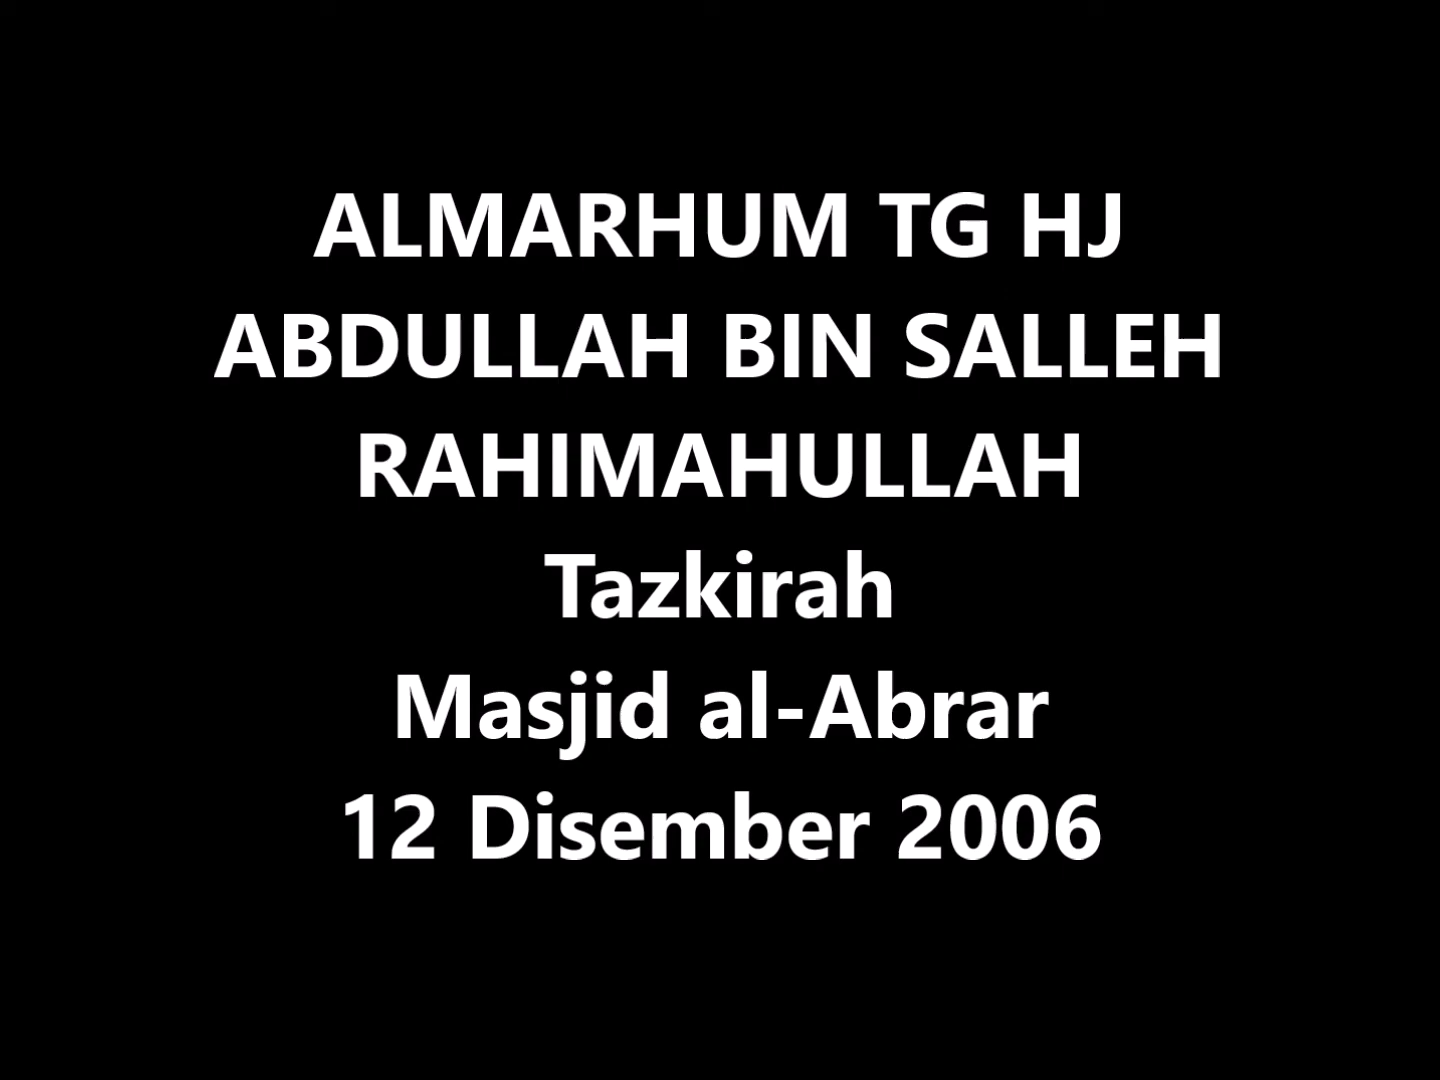 ALMARHUM TG HJ
ABDULLAH BIN SALLEH
RAHIMAHULLAH
Tazkirah
Masjid al-Abrar
12 Disember 2006